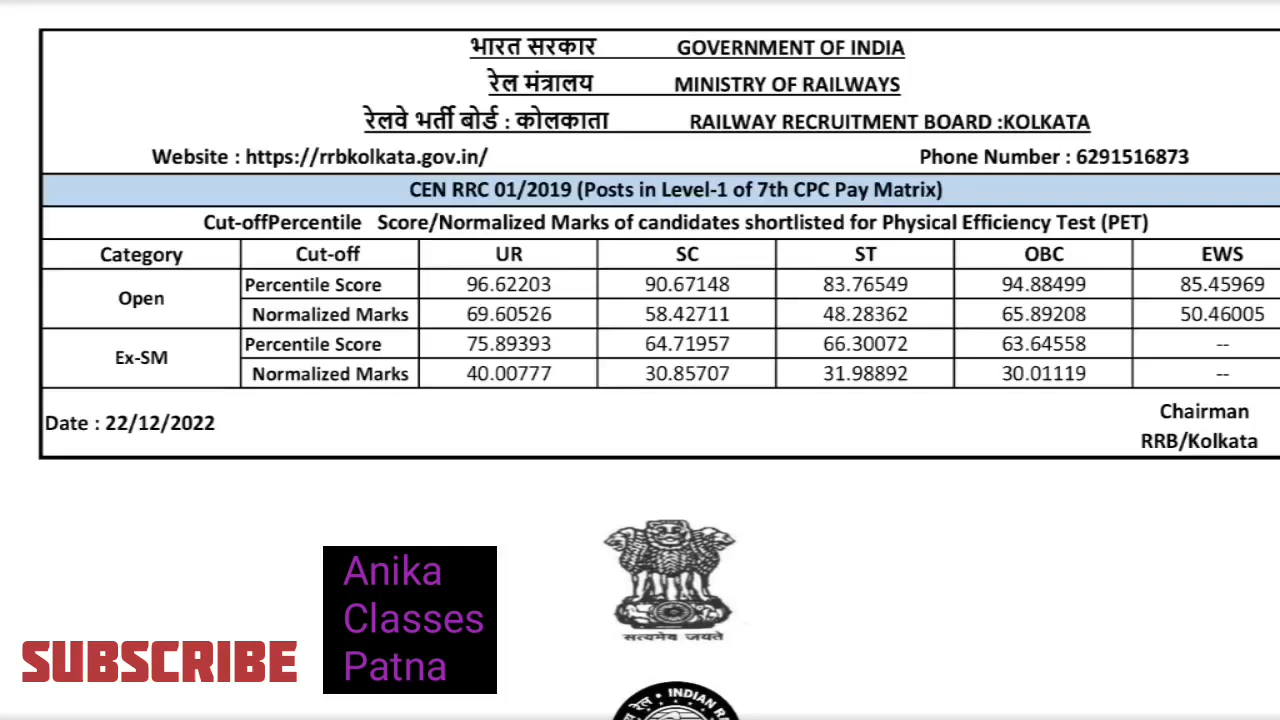 भारत सरकार GOVERNMENT OF INDIA
रेल मंत्रालय MINISTRY OF RAILWAYS
रेलवे भर्ती बोर्ड : कोलकाता RAILWAY RECRUITMENT BOARD :KOLKATA
Website : https://rrbkolkata.gov.in/ Phone Number : 6291516873
CEN RRC 01/2019 (Posts in Level-1 of 7th CPC Pay Matrix)
Cut-offPercentile Score/Normalized Marks of candidates shortlisted for Physical Efficiency Test (PET)
Category Cut-off UR SC ST OBC EWS
Open Percentile Score 96.62203 90.67148 83.76549 94.88499 85.45969
Normalized Marks 69.60526 58.42711 48.28362 65.89208 50.46005
Ex-SM Percentile Score 75.89393 64.71957 66.30072 63.64558 --
Normalized Marks 40.00777 30.85707 31.98892 30.01119 --
Date : 22/12/2022 Chairman
RRB/Kolkata
सत्यमेव जयते
Anika
Classes
Patna
SUBSCRIBE
रेल • INDIAN